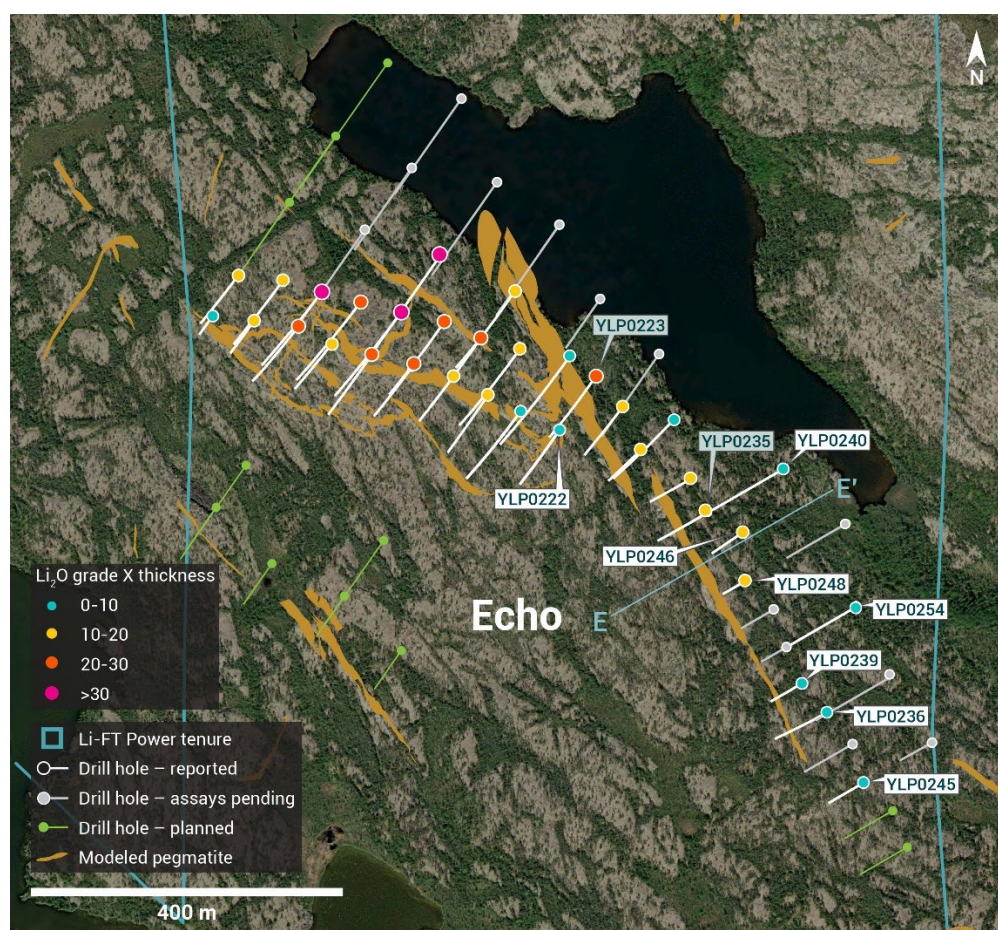 N
YLP0223
YLP0235
YLP0240
YLP0222
E'
YLP0246
YLP0248
Echo
E
YLP0254
YLP0239
YLP0236
YLP0245
Li₂O grade X thickness
0-10
10-20
20-30
>30
Li-FT Power tenure
Drill hole – reported
Drill hole – assays pending
Drill hole – planned
Modeled pegmatite
400 m